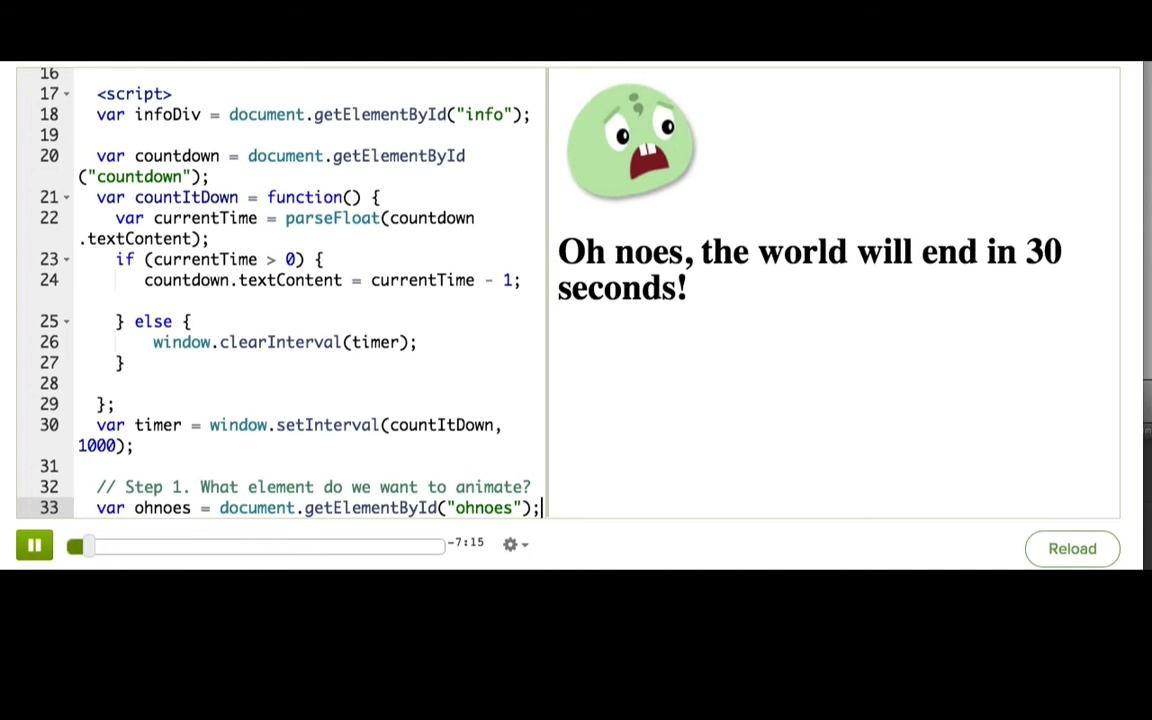 16
17 <script>
18 var infoDiv = document.getElementById("info");
19
20 var countdown = document.getElementById
("countdown");
21 var countItDown = function() {
22 var currentTime = parseFloat(countdown
.textContent);
23 if (currentTime > 0) {
24 countdown.textContent = currentTime - 1;
25 } else {
26 window.clearInterval(timer);
27 }
28
29 };
30 var timer = window.setInterval(countItDown,
1000);
31
32 // Step 1. What element do we want to animate?
33 var ohnoes = document.getElementById("ohnoes");
Oh noes, the world will end in 30
seconds!
-7:15
Reload